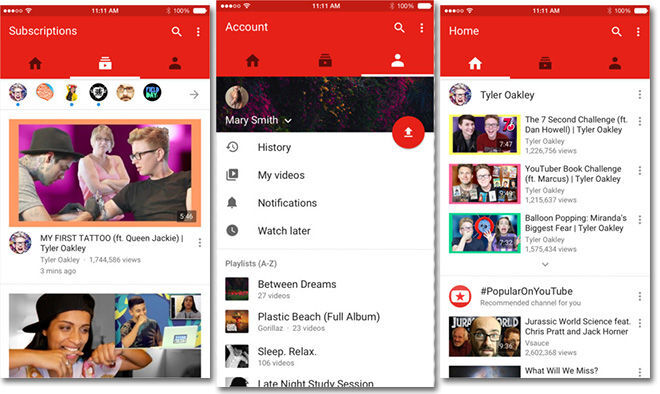 11:11 AM 100%
Subscriptions
FIELD DAY
5:46
MY FIRST TATTOO (ft. Queen Jackie) |
Tyler Oakley
Tyler Oakley · 1,744,586 views
3 mins ago
11:11 AM 100%
Account
Mary Smith
History
My videos
Notifications
Watch later
Playlists (A-Z)
Between Dreams
27 videos
Plastic Beach (Full Album)
Gorillaz · 23 videos
Sleep. Relax.
106 videos
Late Night Study Session
11:11 AM 100%
Home
Tyler Oakley
7:47
The 7 Second Challenge (ft.
Dan Howell) | Tyler Oakley
Tyler Oakley
1,226,756 views
YouTuber Book Challenge
(ft. Marcus) | Tyler Oakley
Tyler Oakley
1,215,637 views
7:32
Balloon Popping: Miranda's
Biggest Fear | Tyler Oakley
Tyler Oakley
1,575,434 views
#PopularOnYouTube
Recommended channel for you
JURASSIC WORLD
9:36
Jurassic World Science feat.
Chris Pratt and Jack Horner
Vsauce
2,602,368 views
What Will We Miss?